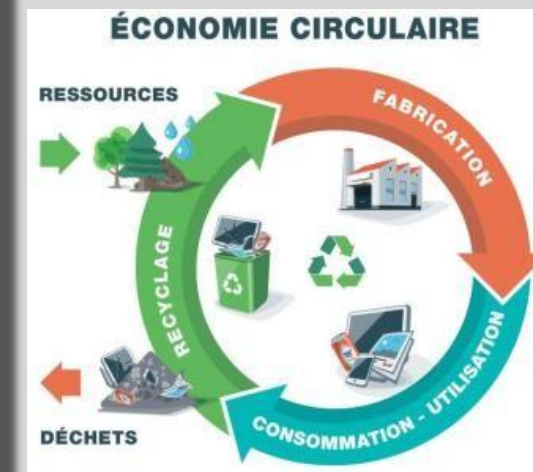 ÉCONOMIE CIRCULAIRE
RESSOURCES
FABRICATION
RECYCLAGE
CONSOMMATION - UTILISATION
DÉCHETS